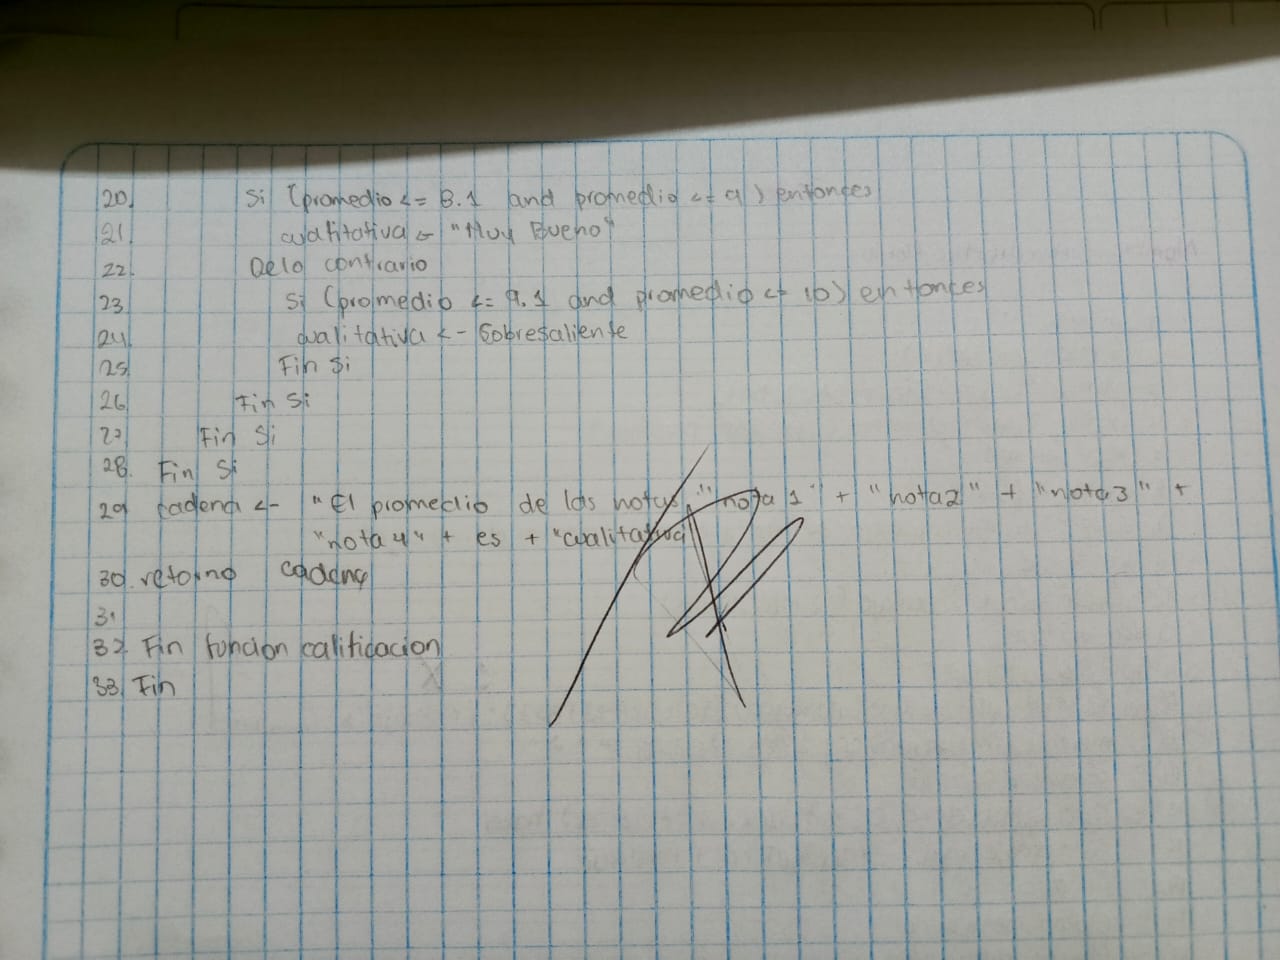 20. Si (promedio <= 8.1 and promedio <= 9) entonces
21. cualitativa <- "Muy Bueno"
22. Delo contrario
23. Si (promedio <= 9.1 and promedio <= 10) entonces
24. cualitativa <- Sobresaliente
25. Fin Si
26. Fin Si
27. Fin Si
28. Fin Si
29. cadena <- "El promedio de las notas," "nota 1" + "nota2" + "nota3" +
"nota 4" + es + "cualitativa
30. retorno cadena
31
32. Fin funcion calificacion
33. Fin